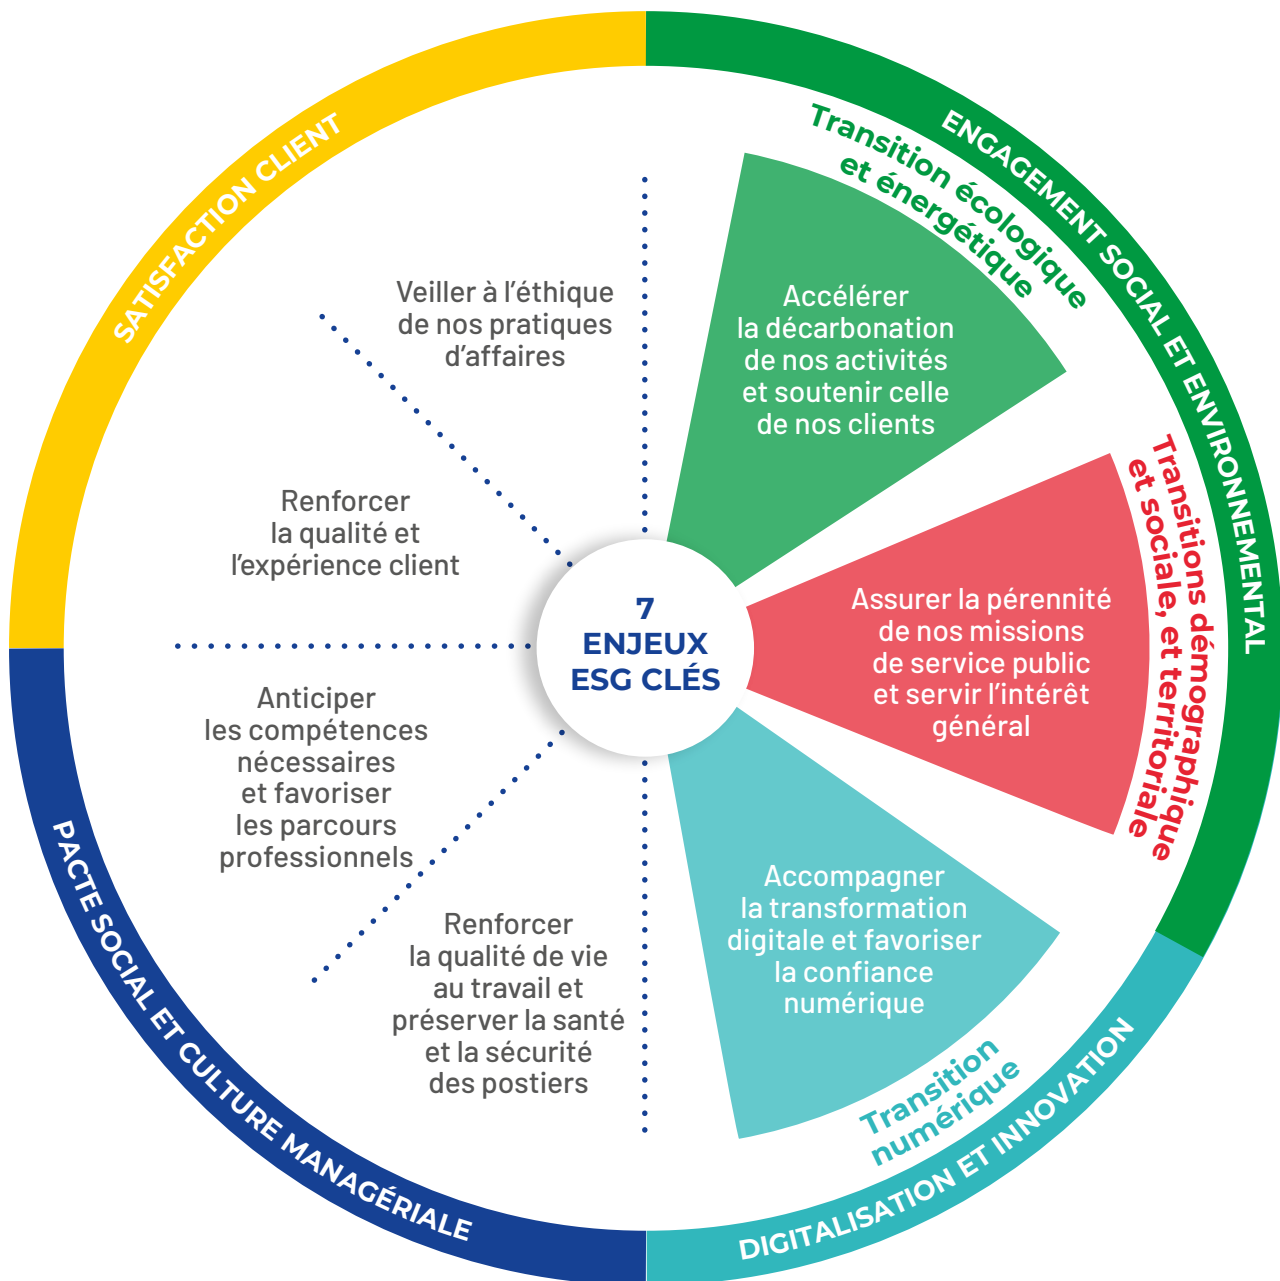 SATISFACTION CLIENT
ENGAGEMENT SOCIAL ET ENVIRONNEMENTAL
Transition écologique
et énergétique
Veiller à l’éthique
de nos pratiques
d’affaires
Accélérer
la décarbonation
de nos activités
et soutenir celle
de nos clients
Renforcer
la qualité et
l’expérience client
7
ENJEUX
ESG CLÉS
Assurer la pérennité
de nos missions
de service public
et servir l’intérêt
général
Transitions démographique
et sociale, et territoriale
Anticiper
les compétences
nécessaires
et favoriser
les parcours
professionnels
Renforcer
la qualité de vie
au travail et
préserver la santé
et la sécurité
des postiers
Accompagner
la transformation
digitale et favoriser
la confiance
numérique
Transition
numérique
PACTE SOCIAL ET CULTURE MANAGÉRIALE
DIGITALISATION ET INNOVATION